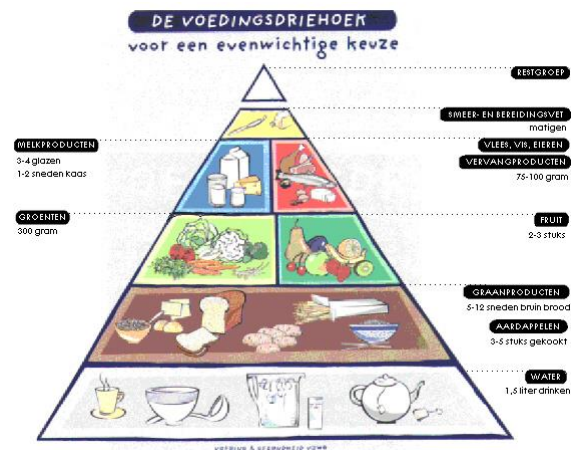 DE VOEDINGSDRIEHOEK
voor een evenwichtige keuze
RESTGROEP
SMEER- EN BEREIDINGSVET
matigen
MELKPRODUCTEN
3-4 glazen
1-2 sneden kaas
VLEES, VIS, EIEREN
VERVANGPRODUCTEN
75-100 gram
GROENTEN
300 gram
FRUIT
2-3 stuks
GRAANPRODUCTEN
5-12 sneden bruin brood
AARDAPPELEN
3-5 stuks gekookt
WATER
1,5 liter drinken